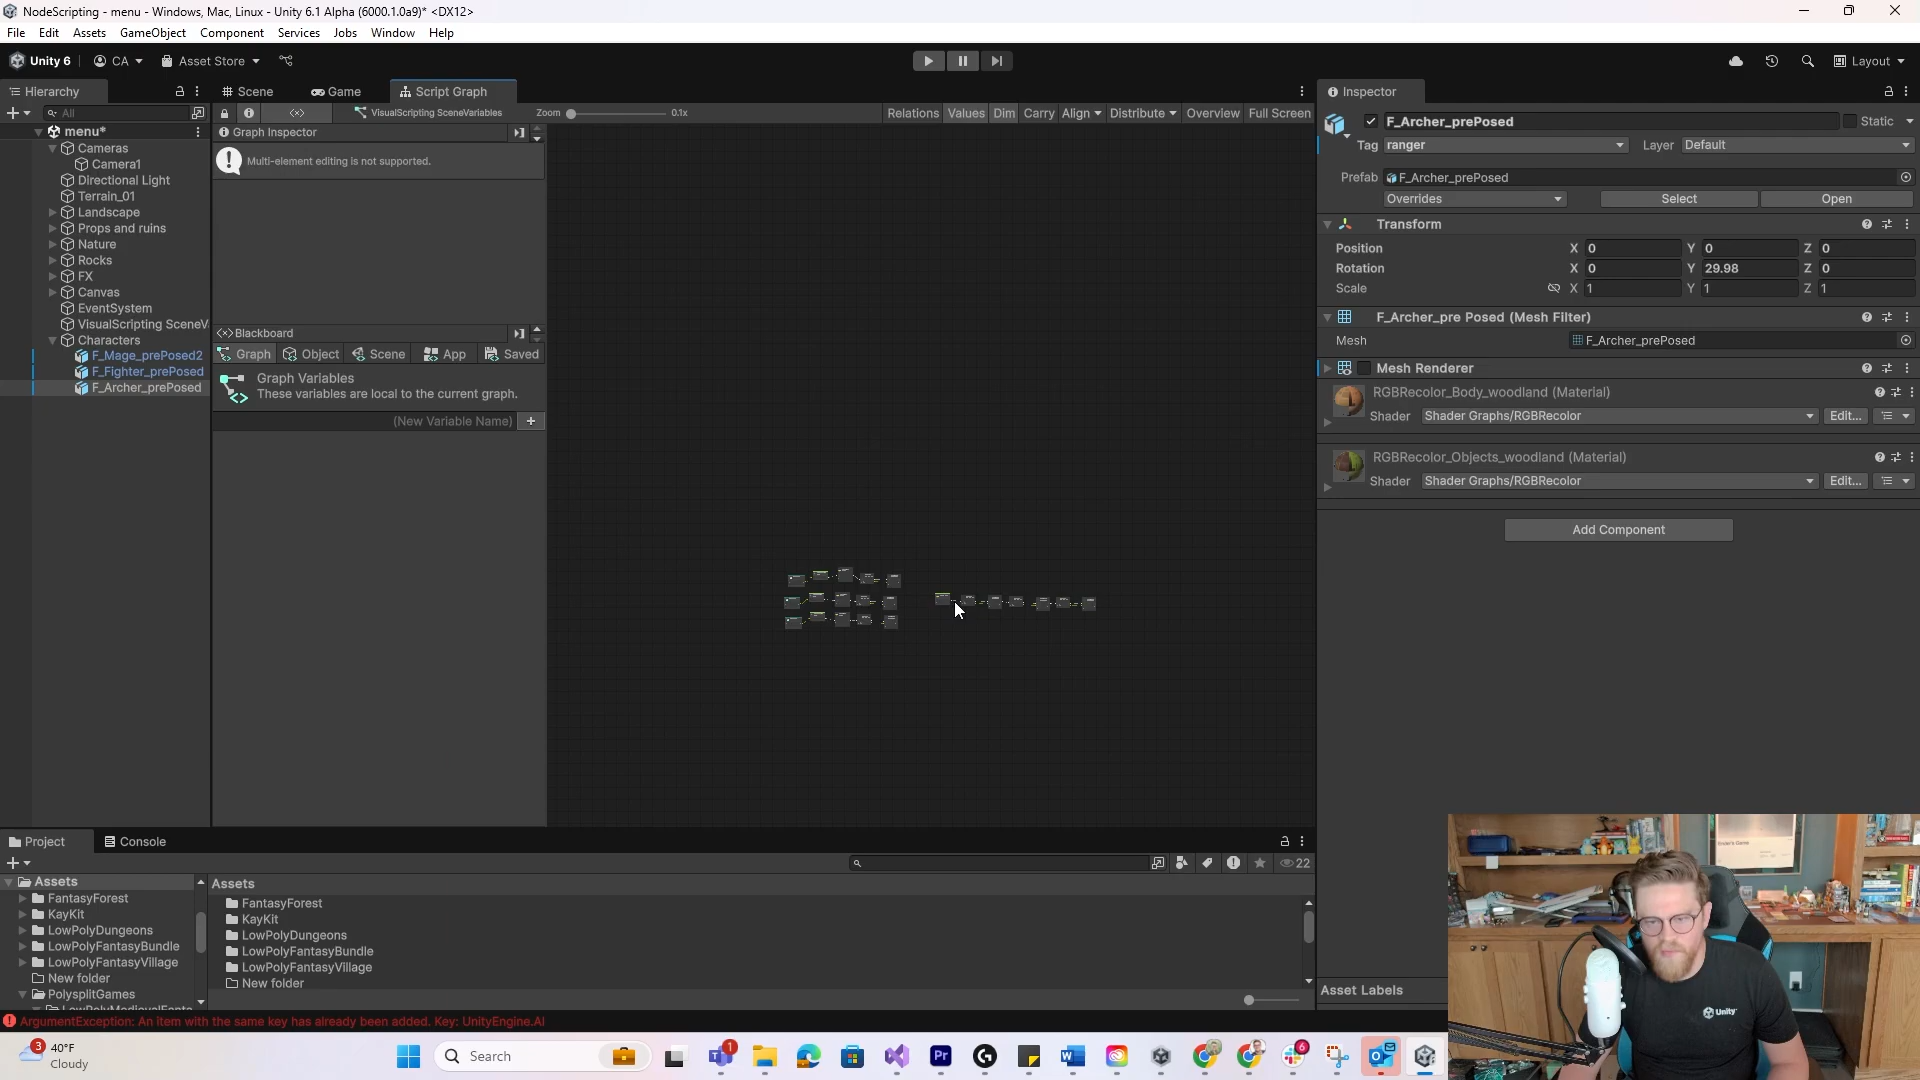 NodeScripting - menu - Windows, Mac, Linux - Unity 6.1 Alpha (6000.1.0a9)* <DX12>
File Edit Assets GameObject Component Services Jobs Window Help
Unity 6 CA Asset Store Layout
Hierarchy Scene Game Script Graph Inspector
All VisualScripting SceneVariables Zoom 0.1x Relations Values Dim Carry Align Distribute Overview Full Screen
menu*
Cameras
Camera1
Directional Light
Terrain_01
Landscape
Props and ruins
Nature
Rocks
FX
Canvas
EventSystem
VisualScripting SceneV
Characters
F_Mage_prePosed2
F_Fighter_prePosed
F_Archer_prePosed
Graph Inspector
Multi-element editing is not supported.
Blackboard
Graph Object Scene App Saved
Graph Variables
These variables are local to the current graph.
(New Variable Name) +
F_Archer_prePosed Static
Tag ranger Layer Default
Prefab F_Archer_prePosed
Overrides Select Open
Transform
Position X 0 Y 0 Z 0
Rotation X 0 Y 29.98 Z 0
Scale X 1 Y 1 Z 1
F_Archer_pre Posed (Mesh Filter)
Mesh F_Archer_prePosed
Mesh Renderer
RGBRecolor_Body_woodland (Material)
Shader Shader Graphs/RGBRecolor Edit...
RGBRecolor_Objects_woodland (Material)
Shader Shader Graphs/RGBRecolor Edit...
Add Component
Asset Labels
Project Console
22
Assets
FantasyForest
KayKit
LowPolyDungeons
LowPolyFantasyBundle
LowPolyFantasyVillage
New folder
PolysplitGames
Assets
FantasyForest
KayKit
LowPolyDungeons
LowPolyFantasyBundle
LowPolyFantasyVillage
New folder
ArgumentException: An item with the same key has already been added. Key: UnityEngine.AI
3 40°F
Cloudy
Search
1
6
Unity